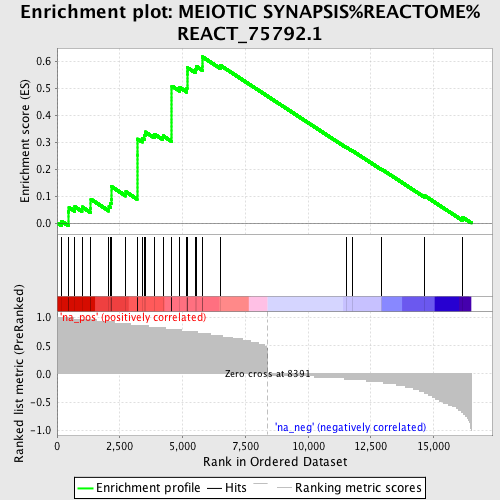 Enrichment plot: MEIOTIC SYNAPSIS%REACTOME%
REACT_75792.1
Enrichment score (ES)
0.6
0.5
0.4
0.3
0.2
0.1
0.0
'na_pos' (positively correlated)
Ranked list metric (PreRanked)
1.0
0.5
0.0
-0.5
-1.0
Zero cross at 8391
'na_neg' (negatively correlated)
0
2,500
5,000
7,500
10,000
12,500
15,000
Rank in Ordered Dataset
Enrichment profile
Hits
Ranking metric scores